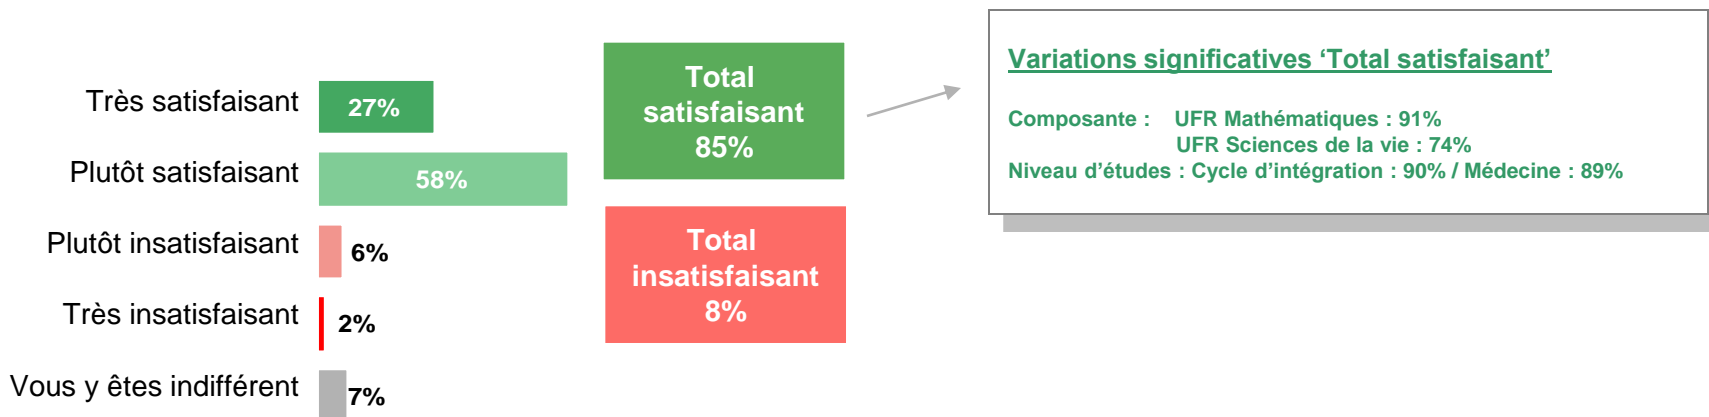 Très satisfaisant
27%
Plutôt satisfaisant
58%
Plutôt insatisfaisant
6%
Très insatisfaisant
2%
Vous y êtes indifférent
7%
Total
satisfaisant
85%
Total
insatisfaisant
8%
Variations significatives ‘Total satisfaisant’
Composante : UFR Mathématiques : 91%
UFR Sciences de la vie : 74%
Niveau d’études : Cycle d’intégration : 90% / Médecine : 89%